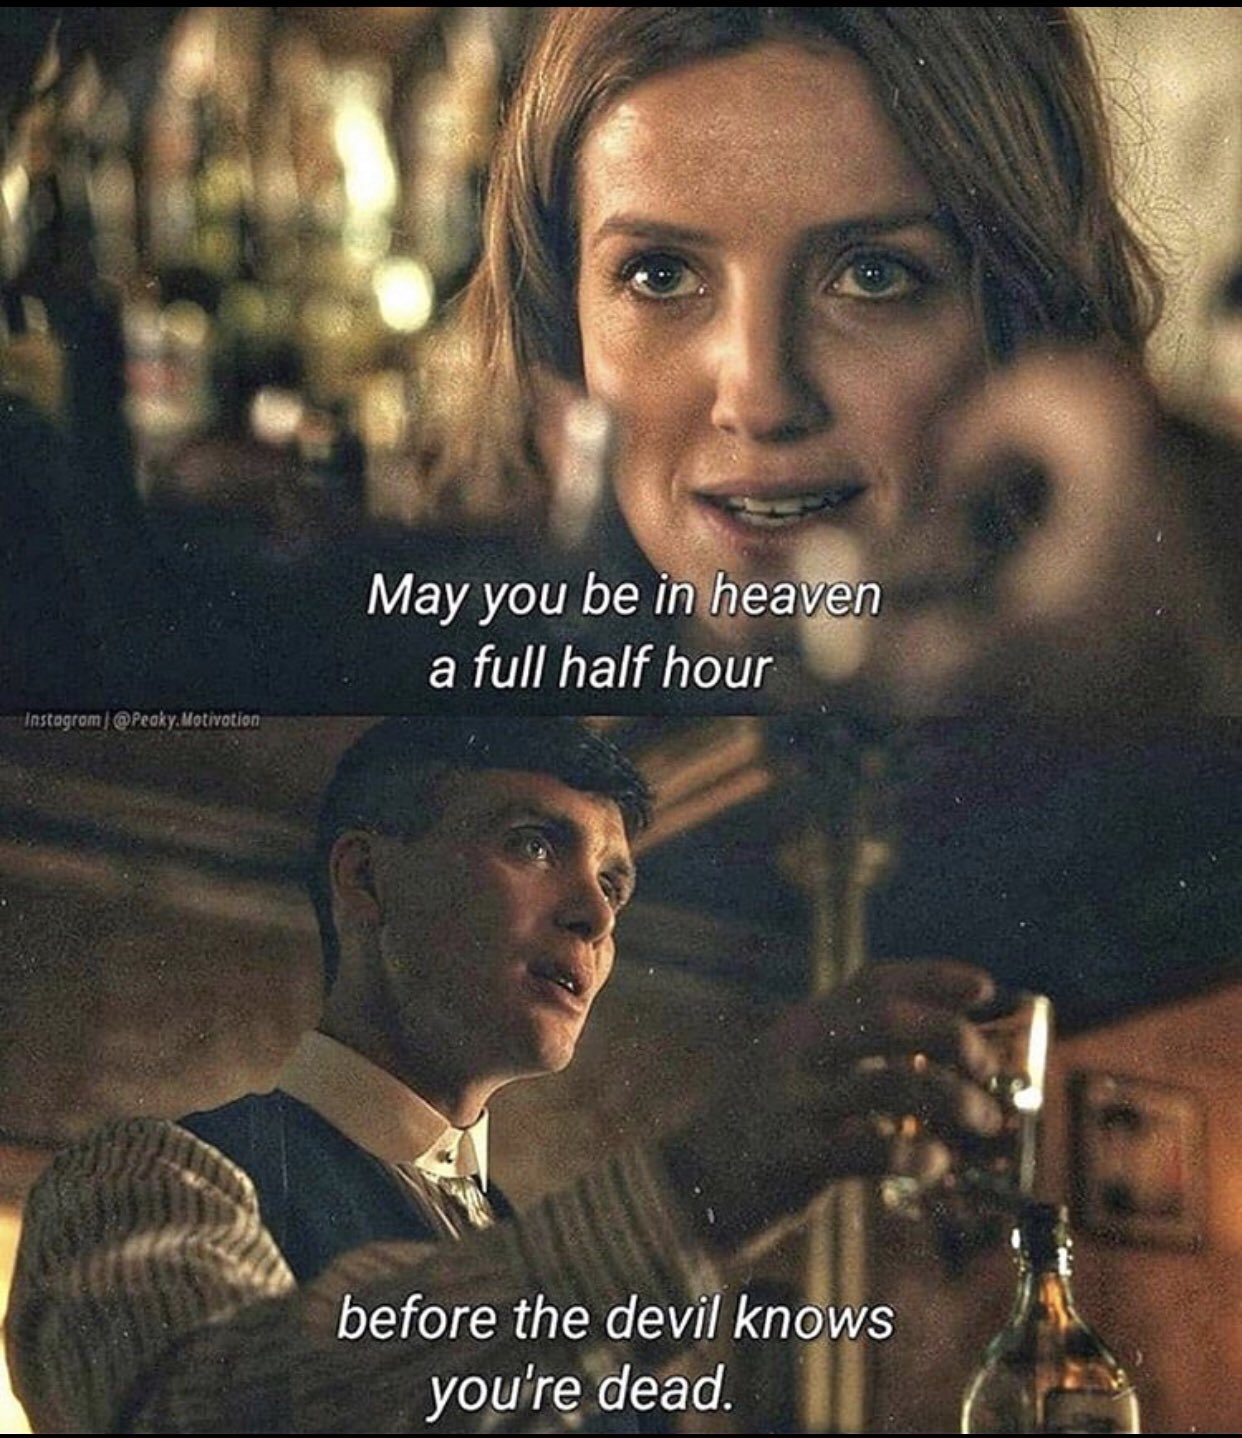 May you be in heaven
a full half hour
Instagram | @Peaky.Motivation
before the devil knows
you're dead.